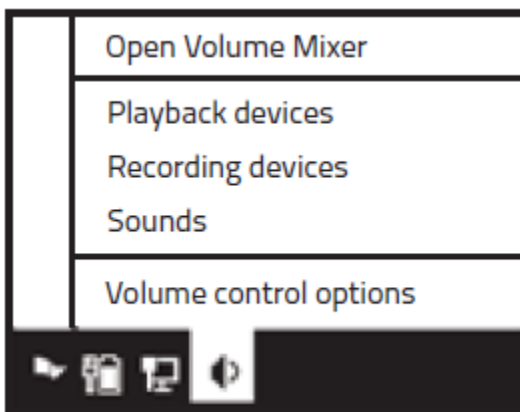 Open Volume Mixer
Playback devices
Recording devices
Sounds
Volume control options